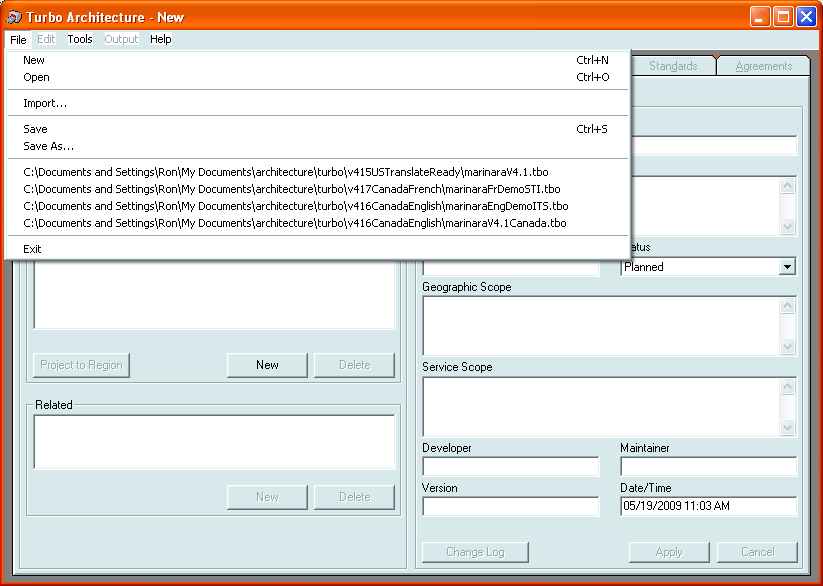 Turbo Architecture - New
File Edit Tools Output Help
New Ctrl+N
Open Ctrl+O
Import...
Save Ctrl+S
Save As...
C:\Documents and Settings\Ron\My Documents\architecture\turbo\v415USTranslateReady\marinaraV4.1.tbo
C:\Documents and Settings\Ron\My Documents\architecture\turbo\v417CanadaFrench\marinaraFrDemoSTI.tbo
C:\Documents and Settings\Ron\My Documents\architecture\turbo\v416CanadaEnglish\marinaraEngDemoITS.tbo
C:\Documents and Settings\Ron\My Documents\architecture\turbo\v416CanadaEnglish\marinaraV4.1Canada.tbo
Exit
Standards Agreements
atus
Planned
Geographic Scope
Project to Region New Delete
Service Scope
Related
Developer Maintainer
Version Date/Time
05/19/2009 11:03 AM
New Delete
Change Log Apply Cancel